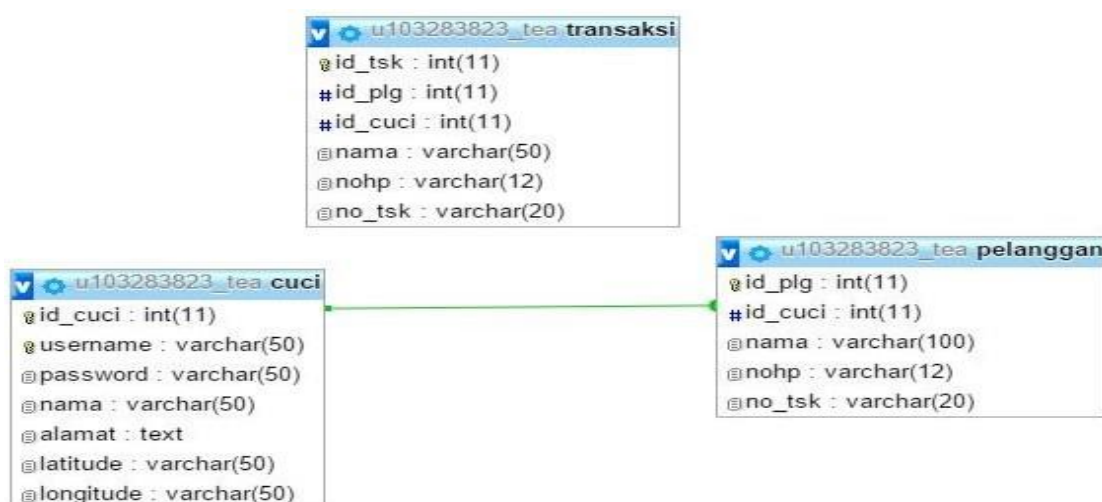 u103283823_tea transaksi
id_tsk : int(11)
#id_plg : int(11)
#id_cuci : int(11)
nama : varchar(50)
nohp : varchar(12)
no_tsk : varchar(20)
u103283823_tea pelanggan
id_plg : int(11)
#id_cuci : int(11)
nama : varchar(100)
nohp : varchar(12)
no_tsk : varchar(20)
u103283823_tea cuci
id_cuci : int(11)
username : varchar(50)
password : varchar(50)
nama : varchar(50)
alamat : text
latitude : varchar(50)
longitude : varchar(50)